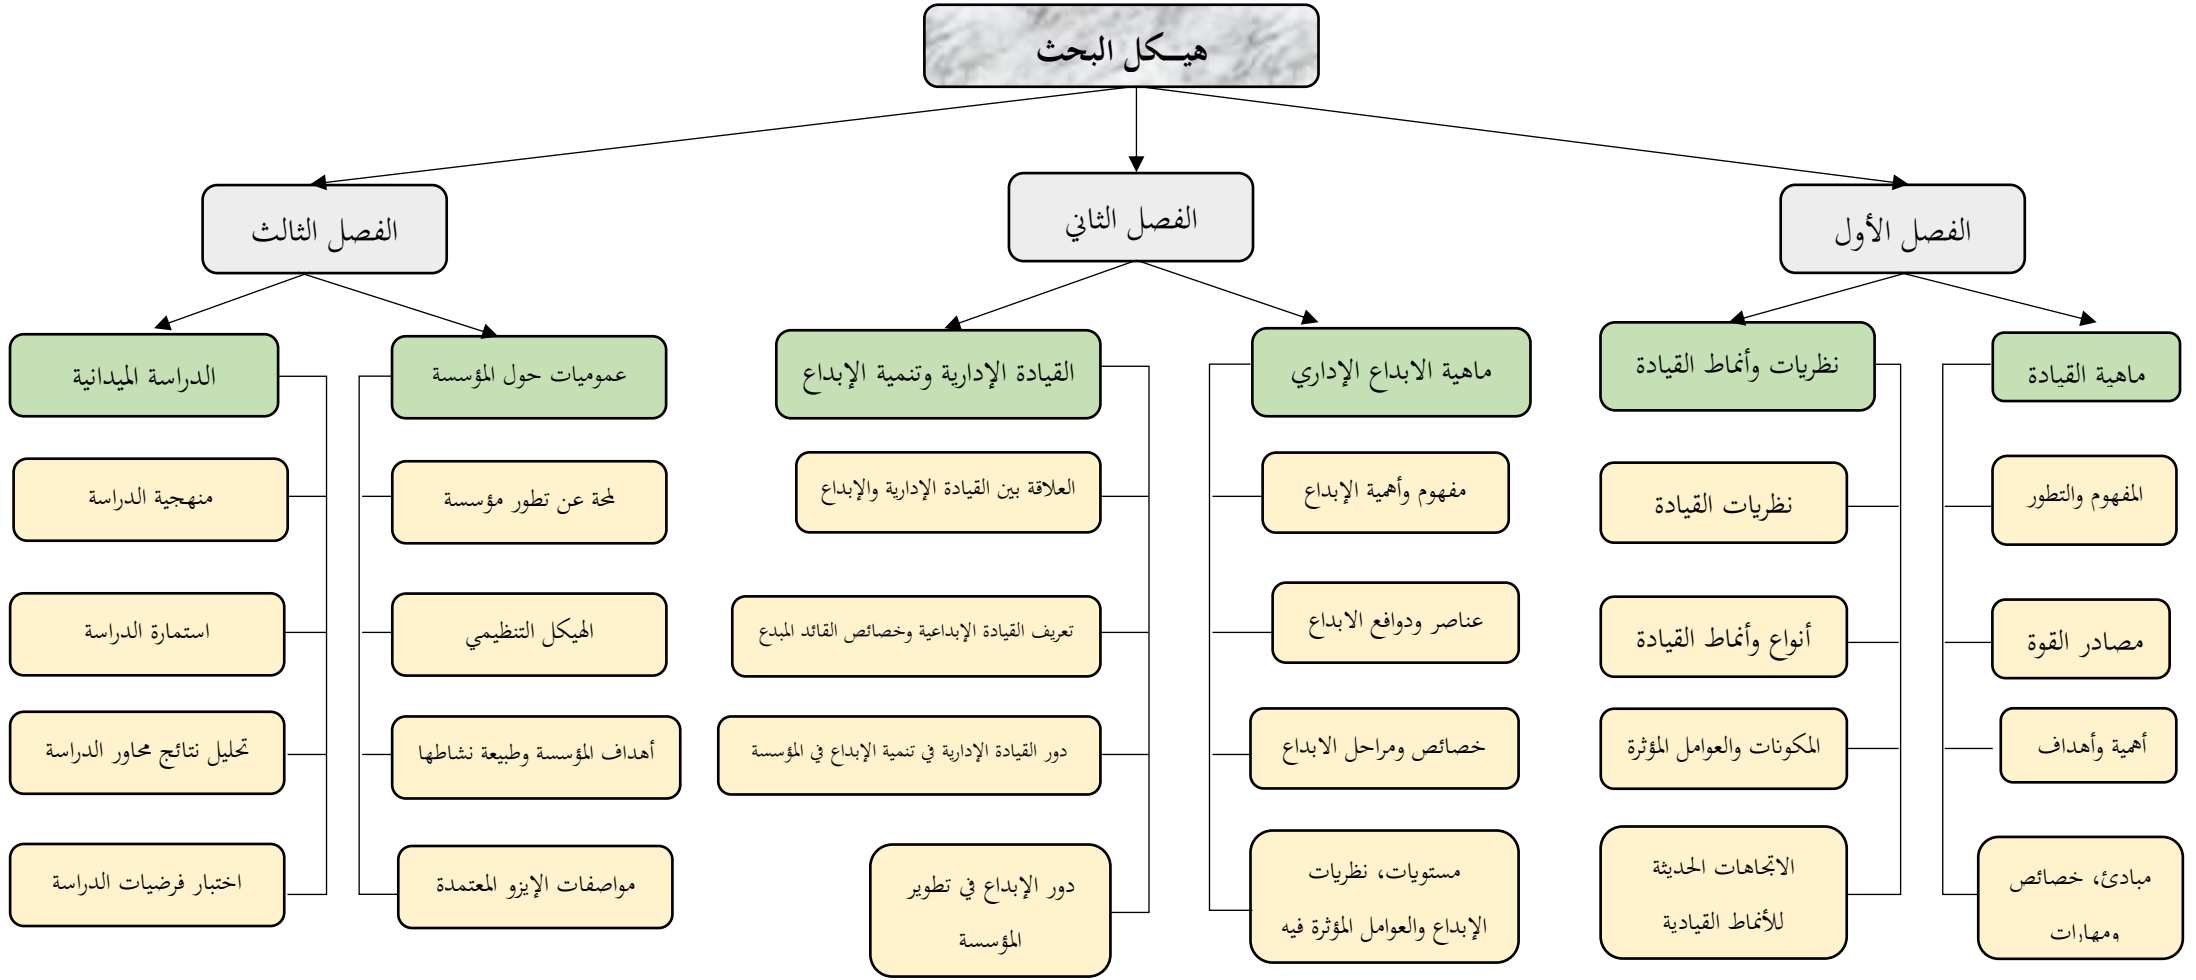 هيـكل البحث
الفصل الأول
الفصل الثاني
الفصل الثالث
ماهية القيادة
نظريات وأنماط القيادة
ماهية الابداع الإداري
القيادة الإدارية وتنمية الإبداع
عموميات حول المؤسسة
الدراسة الميدانية
المفهوم والتطور
نظريات القيادة
مفهوم وأهمية الإبداع
العلاقة بين القيادة الإدارية والإبداع
لمحة عن تطور مؤسسة
منهجية الدراسة
مصادر القوة
أنواع وأنماط القيادة
عناصر ودوافع الابداع
تعريف القيادة الإبداعية وخصائص القائد المبدع
الهيكل التنظيمي
استمارة الدراسة
أهمية وأهداف
المكونات والعوامل المؤثرة
خصائص ومراحل الابداع
دور القيادة الإدارية في تنمية الإبداع في المؤسسة
أهداف المؤسسة وطبيعة نشاطها
تحليل نتائج محاور الدراسة
مبادئ، خصائص
ومهارات
الاتجاهات الحديثة
للأنماط القيادية
مستويات، نظريات
الإبداع والعوامل المؤثرة فيه
دور الإبداع في تطوير
المؤسسة
مواصفات الإيزو المعتمدة
اختبار فرضيات الدراسة